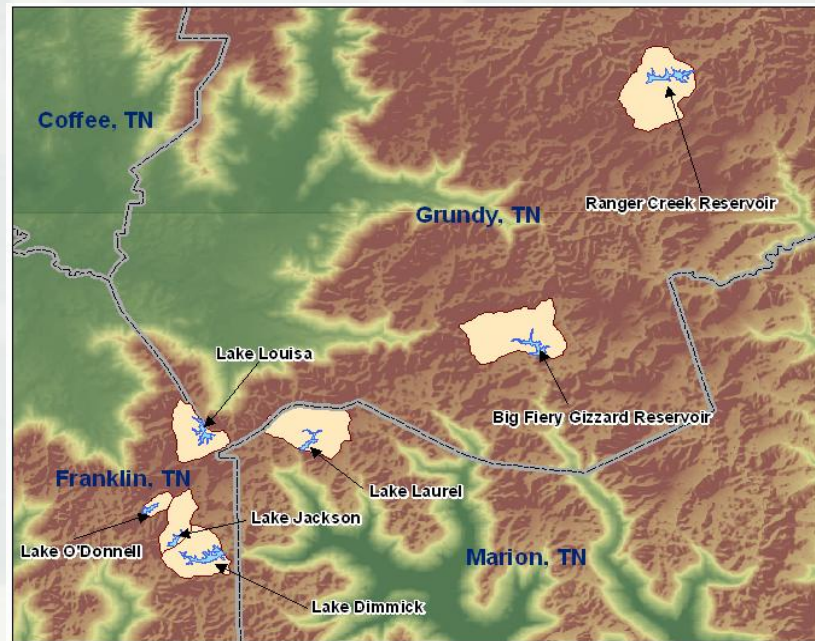 Coffee, TN
Ranger Creek Reservoir
Grundy, TN
Lake Louisa
Big Fiery Gizzard Reservoir
Franklin, TN
Lake Laurel
Lake Jackson
Lake O'Donnell
Marion, TN
Lake Dimmick